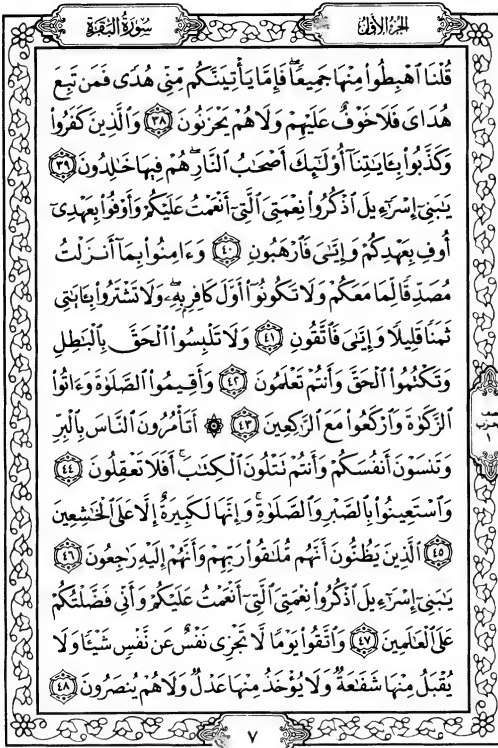 سُورَةُ البَقَرَةِ
الجُزءُ الأوَّلُ
قُلْنَا ٱهْبِطُوا۟ مِنْهَا جَمِيعًاۖ فَإِمَّا يَأْتِيَنَّكُم مِّنِّى هُدًى فَمَن تَبِعَ
هُدَاىَ فَلَا خَوْفٌ عَلَيْهِمْ وَلَا هُمْ يَحْزَنُونَ ٣٨ وَٱلَّذِينَ كَفَرُوا۟
وَكَذَّبُوا۟ بِـَٔايَـٰتِنَآ أُو۟لَـٰٓئِكَ أَصْحَـٰبُ ٱلنَّارِۖ هُمْ فِيهَا خَـٰلِدُونَ ٣٩
يَـٰبَنِىٓ إِسْرَٰٓءِيلَ ٱذْكُرُوا۟ نِعْمَتِىَ ٱلَّتِىٓ أَنْعَمْتُ عَلَيْكُمْ وَأَوْفُوا۟ بِعَهْدِىٓ
أُوفِ بِعَهْدِكُمْ وَإِيَّـٰىَ فَٱرْهَبُونِ ٤٠ وَءَامِنُوا۟ بِمَآ أَنزَلْتُ
مُصَدِّقًا لِّمَا مَعَكُمْ وَلَا تَكُونُوٓا۟ أَوَّلَ كَافِرٍۭ بِهِۦۖ وَلَا تَشْتَرُوا۟ بِـَٔايَـٰتِى
ثَمَنًا قَلِيلًا وَإِيَّـٰىَ فَٱتَّقُونِ ٤١ وَلَا تَلْبِسُوا۟ ٱلْحَقَّ بِٱلْبَـٰطِلِ
وَتَكْتُمُوا۟ ٱلْحَقَّ وَأَنتُمْ تَعْلَمُونَ ٤٢ وَأَقِيمُوا۟ ٱلصَّلَوٰةَ وَءَاتُوا۟
ٱلزَّكَوٰةَ وَٱرْكَعُوا۟ مَعَ ٱلرَّٰكِعِينَ ٤٣ ۞ أَتَأْمُرُونَ ٱلنَّاسَ بِٱلْبِرِّ
وَتَنسَوْنَ أَنفُسَكُمْ وَأَنتُمْ تَتْلُونَ ٱلْكِتَـٰبَۚ أَفَلَا تَعْقِلُونَ ٤٤
وَٱسْتَعِينُوا۟ بِٱلصَّبْرِ وَٱلصَّلَوٰةِۚ وَإِنَّهَا لَكَبِيرَةٌ إِلَّا عَلَى ٱلْخَـٰشِعِينَ
٤٥ ٱلَّذِينَ يَظُنُّونَ أَنَّهُم مُّلَـٰقُوا۟ رَبِّهِمْ وَأَنَّهُمْ إِلَيْهِ رَٰجِعُونَ ٤٦
يَـٰبَنِىٓ إِسْرَٰٓءِيلَ ٱذْكُرُوا۟ نِعْمَتِىَ ٱلَّتِىٓ أَنْعَمْتُ عَلَيْكُمْ وَأَنِّى فَضَّلْتُكُمْ
عَلَى ٱلْعَـٰلَمِينَ ٤٧ وَٱتَّقُوا۟ يَوْمًا لَّا تَجْزِى نَفْسٌ عَن نَّفْسٍ شَيْـًٔا وَلَا
يُقْبَلُ مِنْهَا شَفَـٰعَةٌ وَلَا يُؤْخَذُ مِنْهَا عَدْلٌ وَلَا هُمْ يُنصَرُونَ ٤٨
الحزب
١
٧